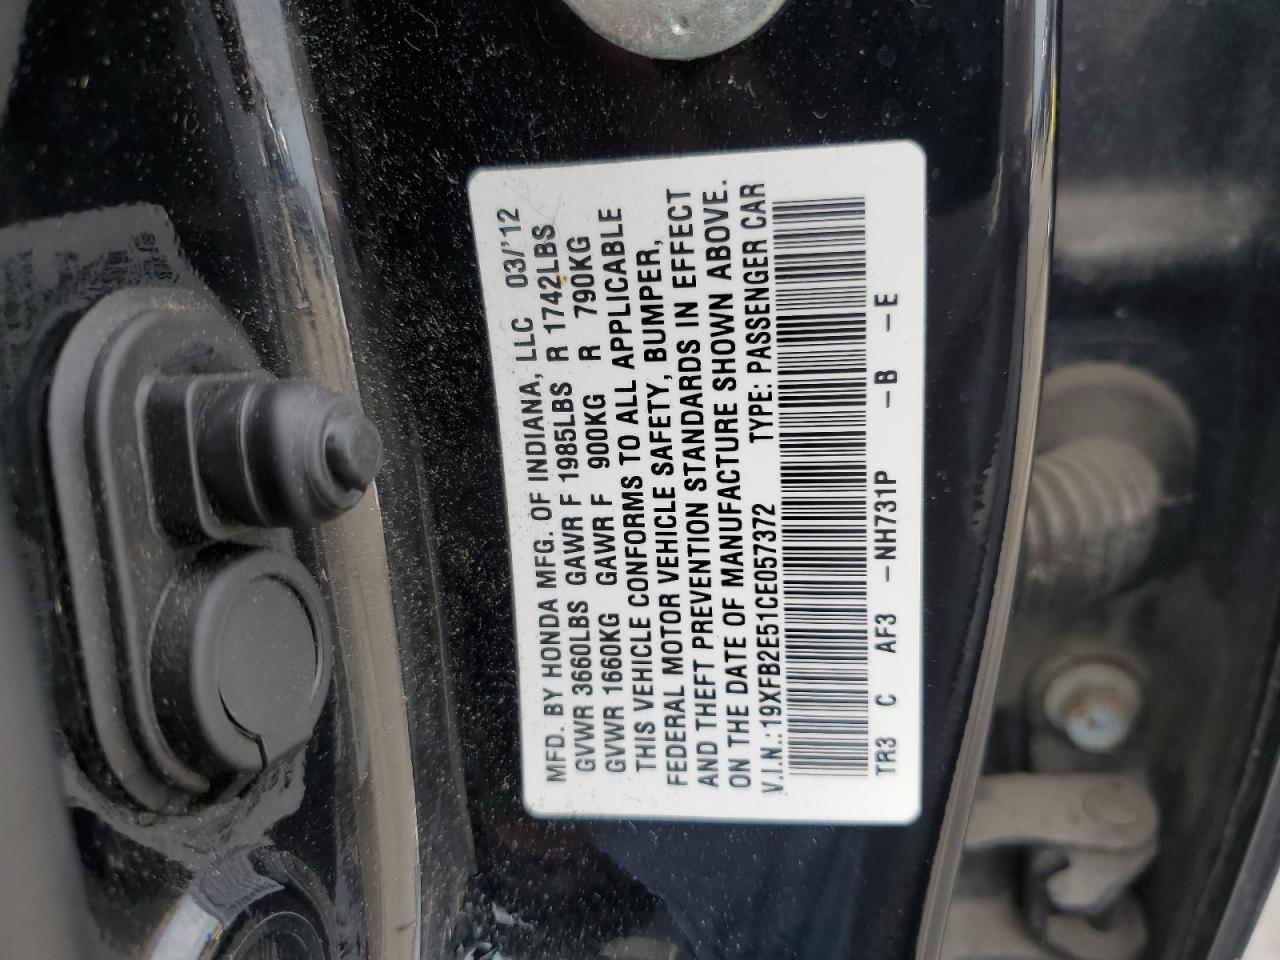 MFD. BY HONDA MFG. OF INDIANA, LLC 03/'12
GVWR 3660LBS GAWR F 1985LBS R 1742LBS
GVWR 1660KG GAWR F 900KG R 790KG
THIS VEHICLE CONFORMS TO ALL APPLICABLE
FEDERAL MOTOR VEHICLE SAFETY, BUMPER,
AND THEFT PREVENTION STANDARDS IN EFFECT
ON THE DATE OF MANUFACTURE SHOWN ABOVE.
V.I.N.: 19XFB2E51CE057372 TYPE: PASSENGER CAR
TR3 C AF3 -NH731P -B -E